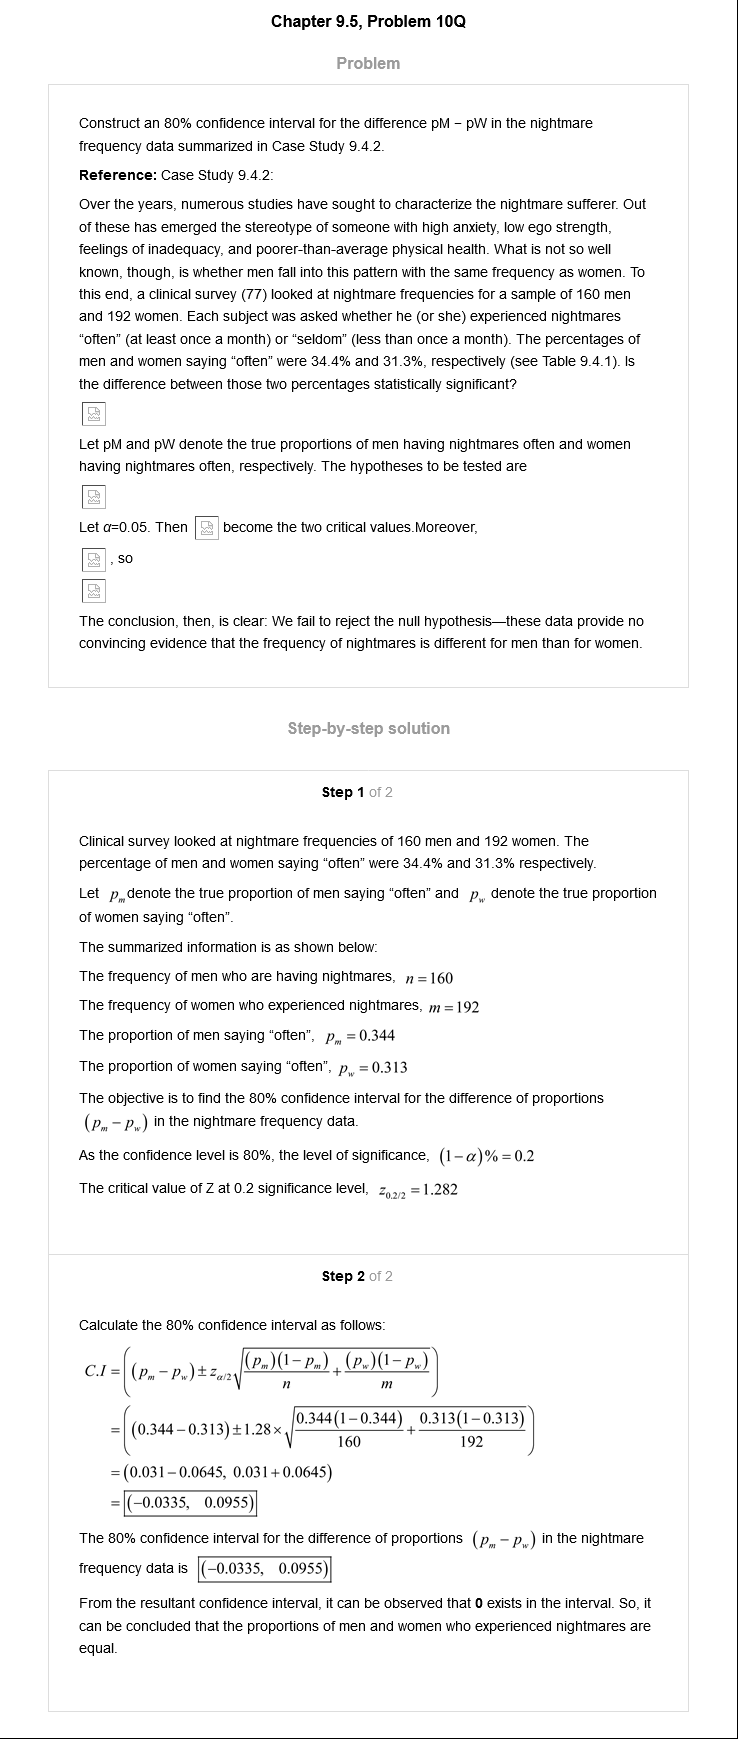 Chapter 9.5, Problem 10Q
Problem
Construct an 80% confidence interval for the difference pM − pW in the nightmare
frequency data summarized in Case Study 9.4.2.
Reference: Case Study 9.4.2:
Over the years, numerous studies have sought to characterize the nightmare sufferer. Out
of these has emerged the stereotype of someone with high anxiety, low ego strength,
feelings of inadequacy, and poorer-than-average physical health. What is not so well
known, though, is whether men fall into this pattern with the same frequency as women. To
this end, a clinical survey (77) looked at nightmare frequencies for a sample of 160 men
and 192 women. Each subject was asked whether he (or she) experienced nightmares
“often” (at least once a month) or “seldom” (less than once a month). The percentages of
men and women saying “often” were 34.4% and 31.3%, respectively (see Table 9.4.1). Is
the difference between those two percentages statistically significant?
Let pM and pW denote the true proportions of men having nightmares often and women
having nightmares often, respectively. The hypotheses to be tested are
Let α=0.05. Then become the two critical values.Moreover,
, so
The conclusion, then, is clear: We fail to reject the null hypothesis—these data provide no
convincing evidence that the frequency of nightmares is different for men than for women.
Step-by-step solution
Step 1 of 2
Clinical survey looked at nightmare frequencies of 160 men and 192 women. The
percentage of men and women saying “often” were 34.4% and 31.3% respectively.
Let p_m denote the true proportion of men saying “often” and p_w denote the true proportion
of women saying “often”.
The summarized information is as shown below:
The frequency of men who are having nightmares, n = 160
The frequency of women who experienced nightmares, m = 192
The proportion of men saying “often”, p_m = 0.344
The proportion of women saying “often”, p_w = 0.313
The objective is to find the 80% confidence interval for the difference of proportions
(p_m − p_w) in the nightmare frequency data.
As the confidence level is 80%, the level of significance, (1−α)% = 0.2
The critical value of Z at 0.2 significance level, z_{0.2/2} = 1.282
Step 2 of 2
Calculate the 80% confidence interval as follows:
C.I = ((p_m − p_w) ± z_{α/2} √((p_m)(1−p_m)/n + (p_w)(1−p_w)/m))
= ((0.344−0.313) ± 1.28 × √(0.344(1−0.344)/160 + 0.313(1−0.313)/192))
= (0.031−0.0645, 0.031+0.0645)
= (−0.0335, 0.0955)
The 80% confidence interval for the difference of proportions (p_m − p_w) in the nightmare
frequency data is (−0.0335, 0.0955)
From the resultant confidence interval, it can be observed that 0 exists in the interval. So, it
can be concluded that the proportions of men and women who experienced nightmares are
equal.